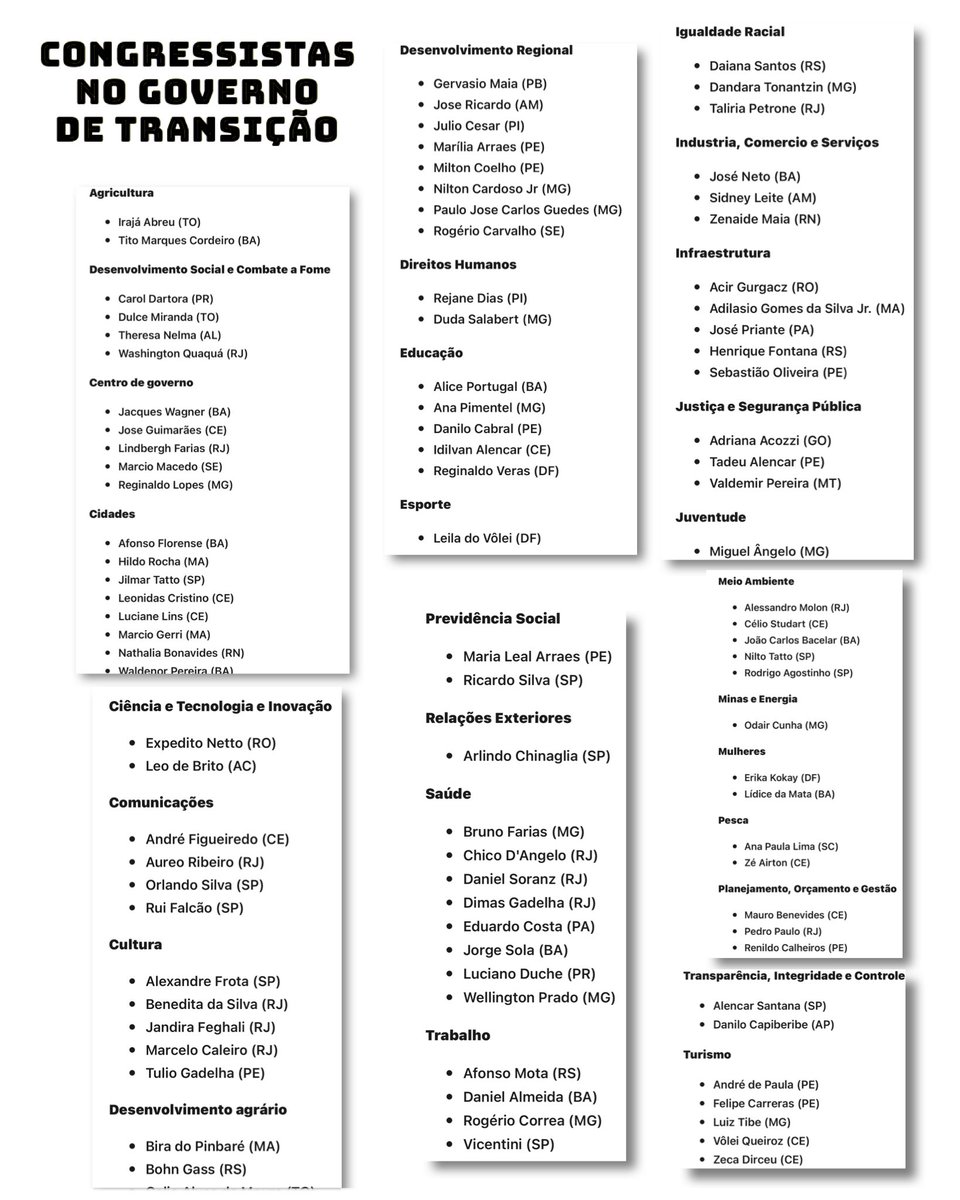 CONGRESSISTAS
NO GOVERNO
DE TRANSIÇÃO
Agricultura
• Irajá Abreu (TO)
• Tito Marques Cordeiro (BA)
Desenvolvimento Social e Combate a Fome
• Carol Dartora (PR)
• Dulce Miranda (TO)
• Theresa Nelma (AL)
• Washington Quaquá (RJ)
Centro de governo
• Jacques Wagner (BA)
• Jose Guimarães (CE)
• Lindbergh Farias (RJ)
• Marcio Macedo (SE)
• Reginaldo Lopes (MG)
Cidades
• Afonso Florense (BA)
• Hildo Rocha (MA)
• Jilmar Tatto (SP)
• Leonidas Cristino (CE)
• Luciane Lins (CE)
• Marcio Gerri (MA)
• Nathalia Bonavides (RN)
• Waldenor Pereira (BA)
Ciência e Tecnologia e Inovação
• Expedito Netto (RO)
• Leo de Brito (AC)
Comunicações
• André Figueiredo (CE)
• Aureo Ribeiro (RJ)
• Orlando Silva (SP)
• Rui Falcão (SP)
Cultura
• Alexandre Frota (SP)
• Benedita da Silva (RJ)
• Jandira Feghali (RJ)
• Marcelo Caleiro (RJ)
• Tulio Gadelha (PE)
Desenvolvimento agrário
• Bira do Pinbaré (MA)
• Bohn Gass (RS)
Desenvolvimento Regional
• Gervasio Maia (PB)
• Jose Ricardo (AM)
• Julio Cesar (PI)
• Marília Arraes (PE)
• Milton Coelho (PE)
• Nilton Cardoso Jr (MG)
• Paulo Jose Carlos Guedes (MG)
• Rogério Carvalho (SE)
Direitos Humanos
• Rejane Dias (PI)
• Duda Salabert (MG)
Educação
• Alice Portugal (BA)
• Ana Pimentel (MG)
• Danilo Cabral (PE)
• Idilvan Alencar (CE)
• Reginaldo Veras (DF)
Esporte
• Leila do Vôlei (DF)
Previdência Social
• Maria Leal Arraes (PE)
• Ricardo Silva (SP)
Relações Exteriores
• Arlindo Chinaglia (SP)
Saúde
• Bruno Farias (MG)
• Chico D'Angelo (RJ)
• Daniel Soranz (RJ)
• Dimas Gadelha (RJ)
• Eduardo Costa (PA)
• Jorge Sola (BA)
• Luciano Duche (PR)
• Wellington Prado (MG)
Trabalho
• Afonso Mota (RS)
• Daniel Almeida (BA)
• Rogério Correa (MG)
• Vicentini (SP)
Igualdade Racial
• Daiana Santos (RS)
• Dandara Tonantzin (MG)
• Taliria Petrone (RJ)
Industria, Comercio e Serviços
• José Neto (BA)
• Sidney Leite (AM)
• Zenaide Maia (RN)
Infraestrutura
• Acir Gurgacz (RO)
• Adilasio Gomes da Silva Jr. (MA)
• José Priante (PA)
• Henrique Fontana (RS)
• Sebastião Oliveira (PE)
Justiça e Segurança Pública
• Adriana Acozzi (GO)
• Tadeu Alencar (PE)
• Valdemir Pereira (MT)
Juventude
• Miguel Ângelo (MG)
Meio Ambiente
• Alessandro Molon (RJ)
• Célio Studart (CE)
• João Carlos Bacelar (BA)
• Nilto Tatto (SP)
• Rodrigo Agostinho (SP)
Minas e Energia
• Odair Cunha (MG)
Mulheres
• Erika Kokay (DF)
• Lídice da Mata (BA)
Pesca
• Ana Paula Lima (SC)
• Zé Airton (CE)
Planejamento, Orçamento e Gestão
• Mauro Benevides (CE)
• Pedro Paulo (RJ)
• Renildo Calheiros (PE)
Transparência, Integridade e Controle
• Alencar Santana (SP)
• Danilo Capiberibe (AP)
Turismo
• André de Paula (PE)
• Felipe Carreras (PE)
• Luiz Tibe (MG)
• Vôlei Queiroz (CE)
• Zeca Dirceu (CE)